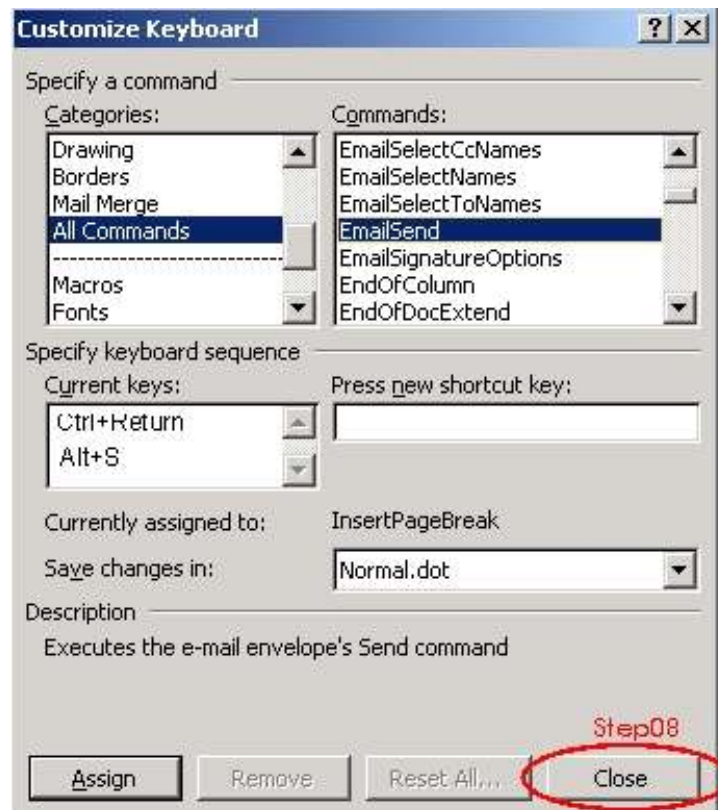 Customize Keyboard
Specify a command
Categories: Commands:
Drawing EmailSelectCcNames
Borders EmailSelectNames
Mail Merge EmailSelectToNames
All Commands EmailSend
---------------------------- EmailSignatureOptions
Macros EndOfColumn
Fonts EndOfDocExtend
Specify keyboard sequence
Current keys: Press new shortcut key:
Ctrl+Return
Alt+S
Currently assigned to: InsertPageBreak
Save changes in: Normal.dot
Description
Executes the e-mail envelope's Send command
Step08
Assign Remove Reset All... Close